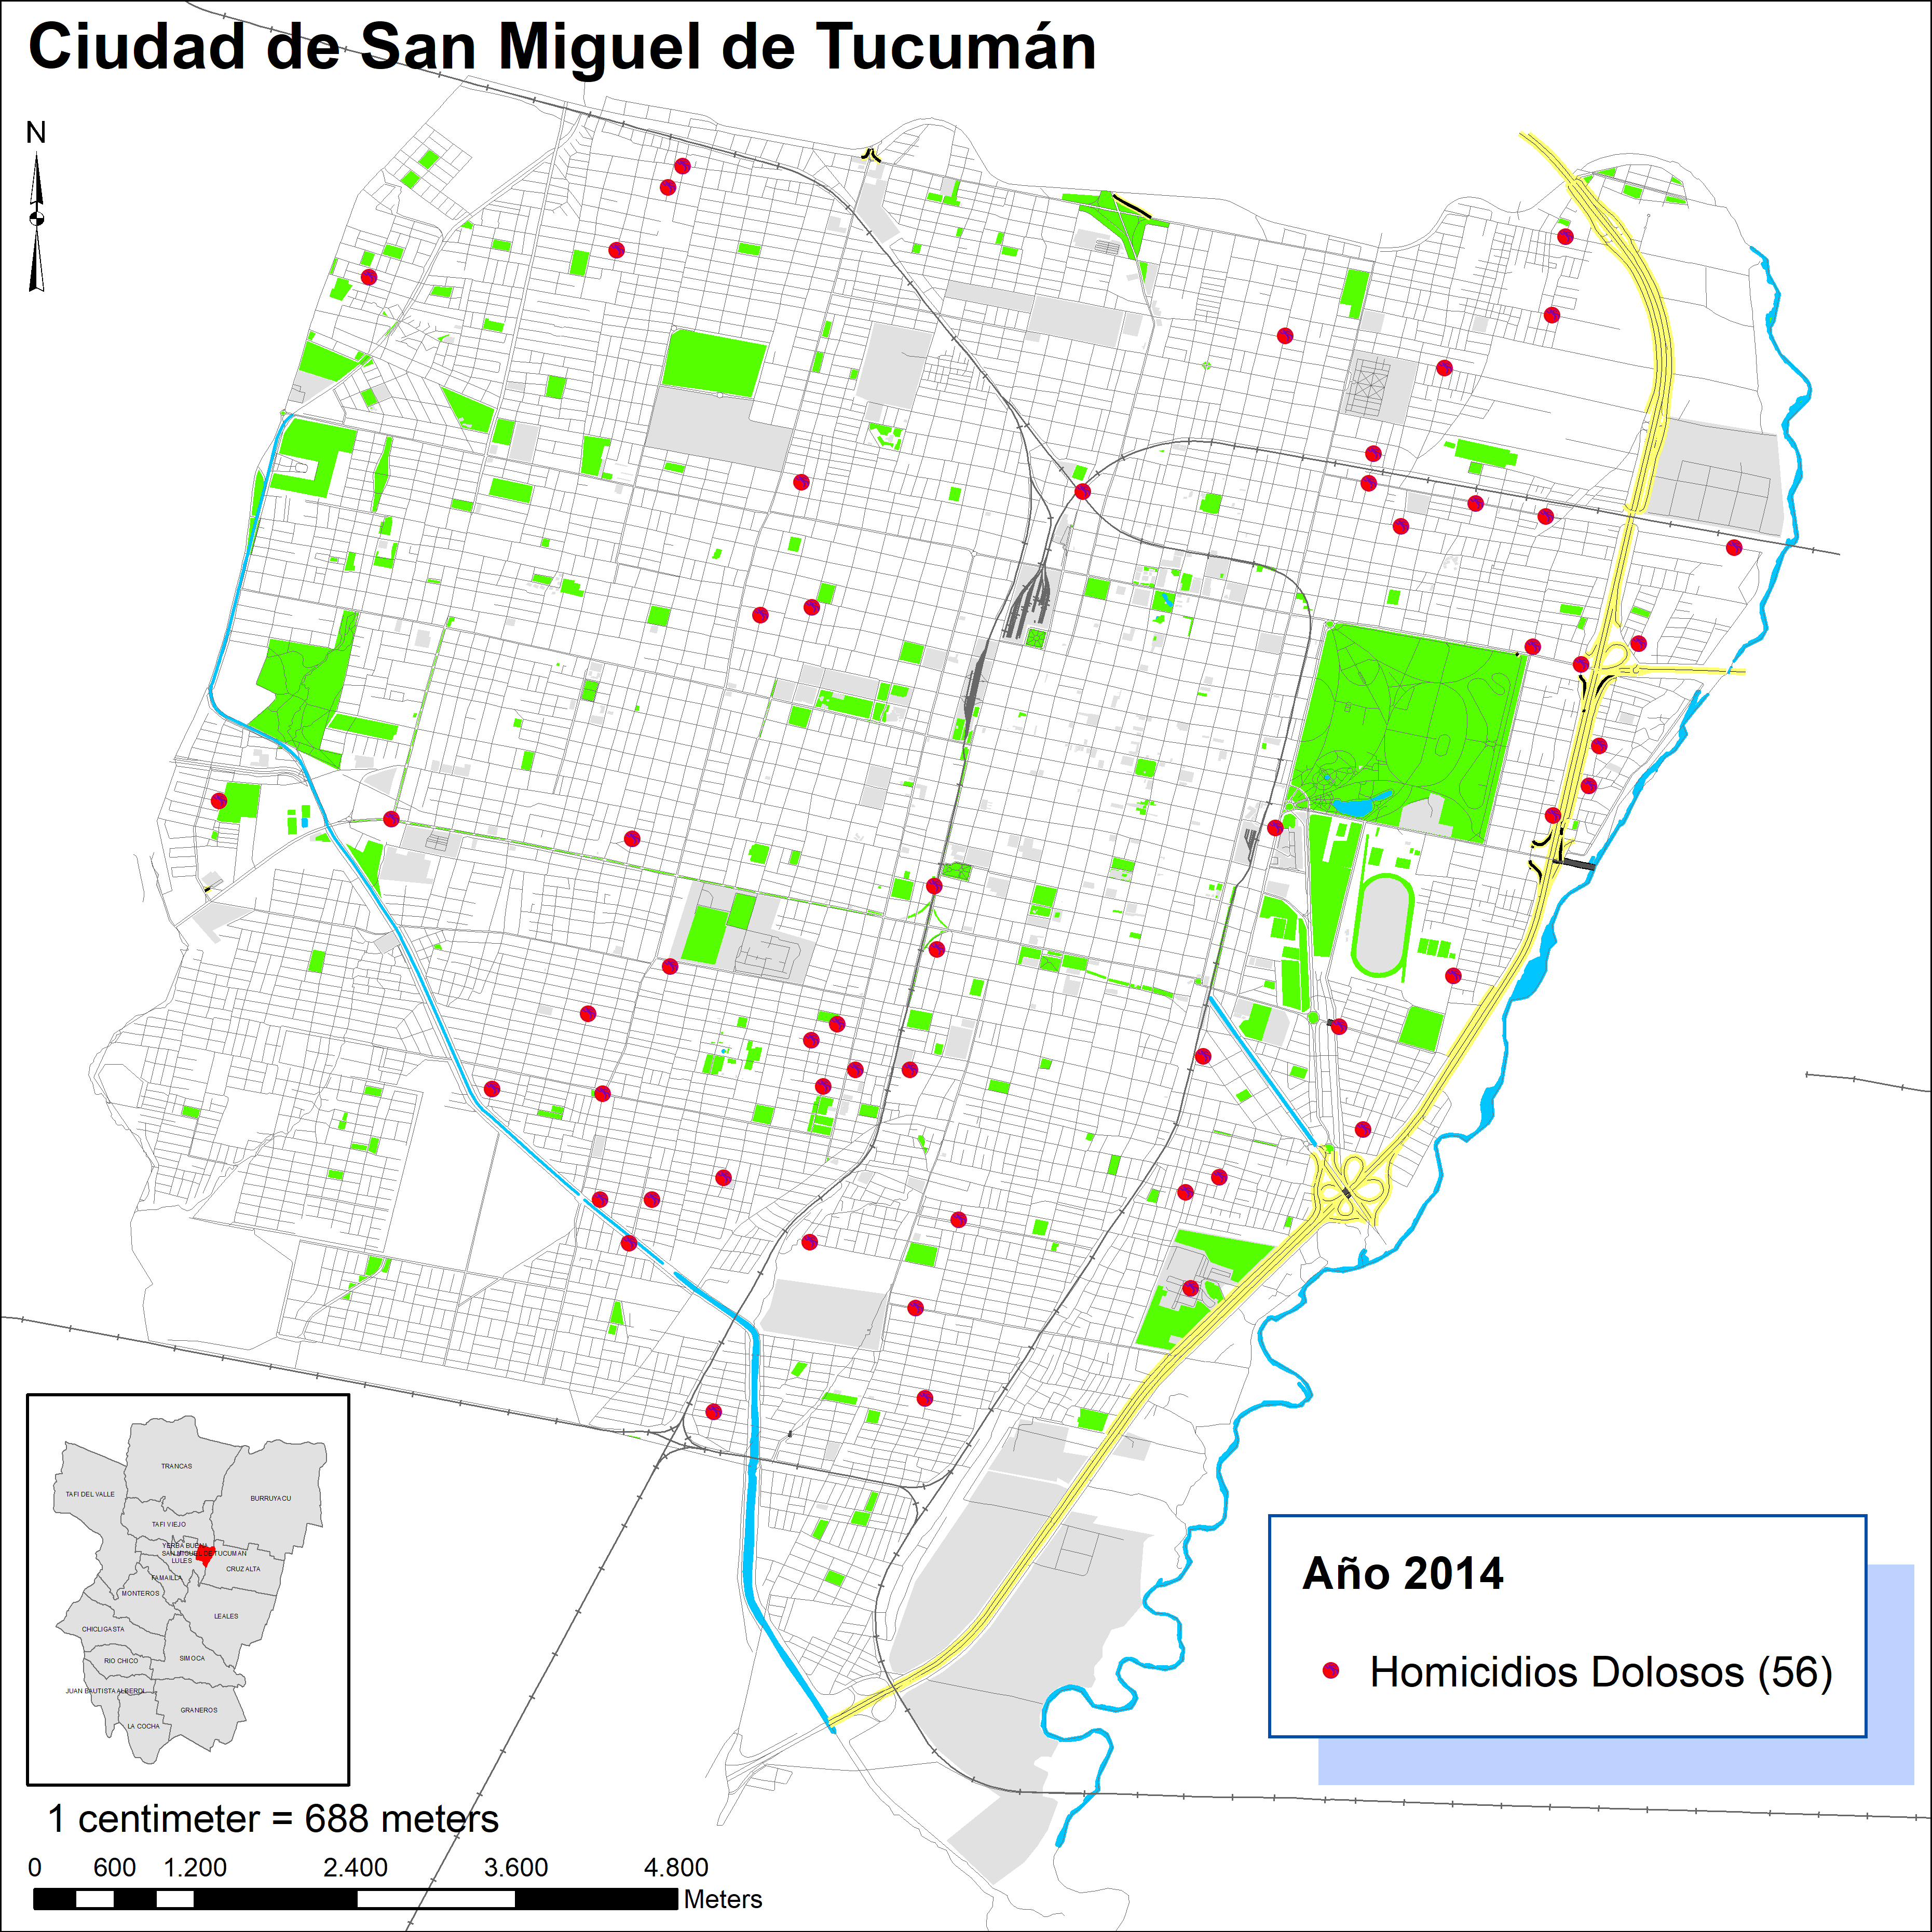 Ciudad de San Miguel de Tucumán
N
TRANCAS
TAFI DEL VALLE
BURRUYACU
TAFI VIEJO
YERBA BUENA
SAN MIGUEL DE TUCUMAN
LULES
CRUZ ALTA
FAMAILLA
MONTEROS
LEALES
CHICLIGASTA
RIO CHICO
SIMOCA
JUAN BAUTISTA ALBERDI
GRANEROS
LA COCHA
Año 2014
Homicidios Dolosos (56)
1 centimeter = 688 meters
0 600 1.200 2.400 3.600 4.800
Meters